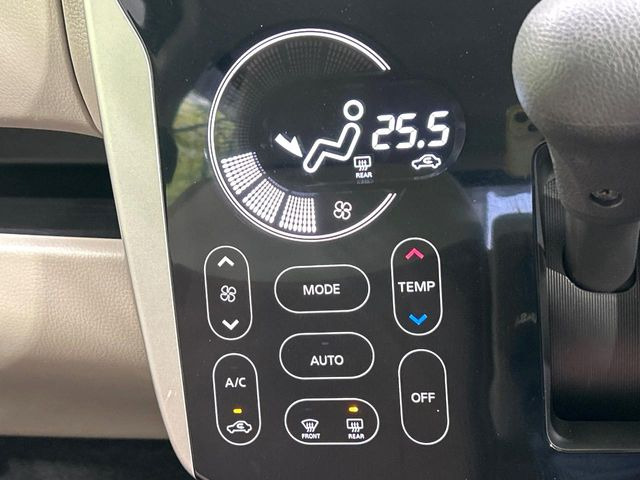 25.5
REAR
MODE
TEMP
AUTO
A/C
OFF
FRONT
REAR